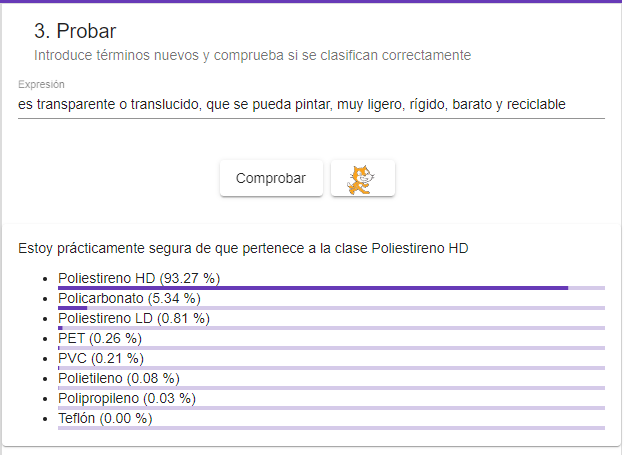 3. Probar
Introduce términos nuevos y comprueba si se clasifican correctamente
Expresión
es transparente o translucido, que se pueda pintar, muy ligero, rígido, barato y reciclable
Comprobar
Estoy prácticamente segura de que pertenece a la clase Poliestireno HD
Poliestireno HD (93.27 %)
Policarbonato (5.34 %)
Poliestireno LD (0.81 %)
PET (0.26 %)
PVC (0.21 %)
Polietileno (0.08 %)
Polipropileno (0.03 %)
Teflón (0.00 %)